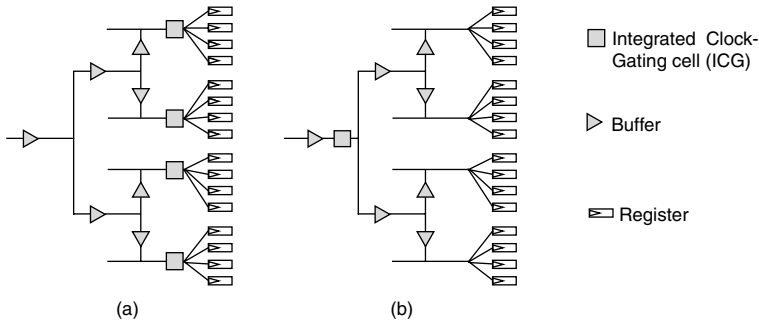 Integrated Clock-
Gating cell (ICG)
Buffer
Register
(a)
(b)